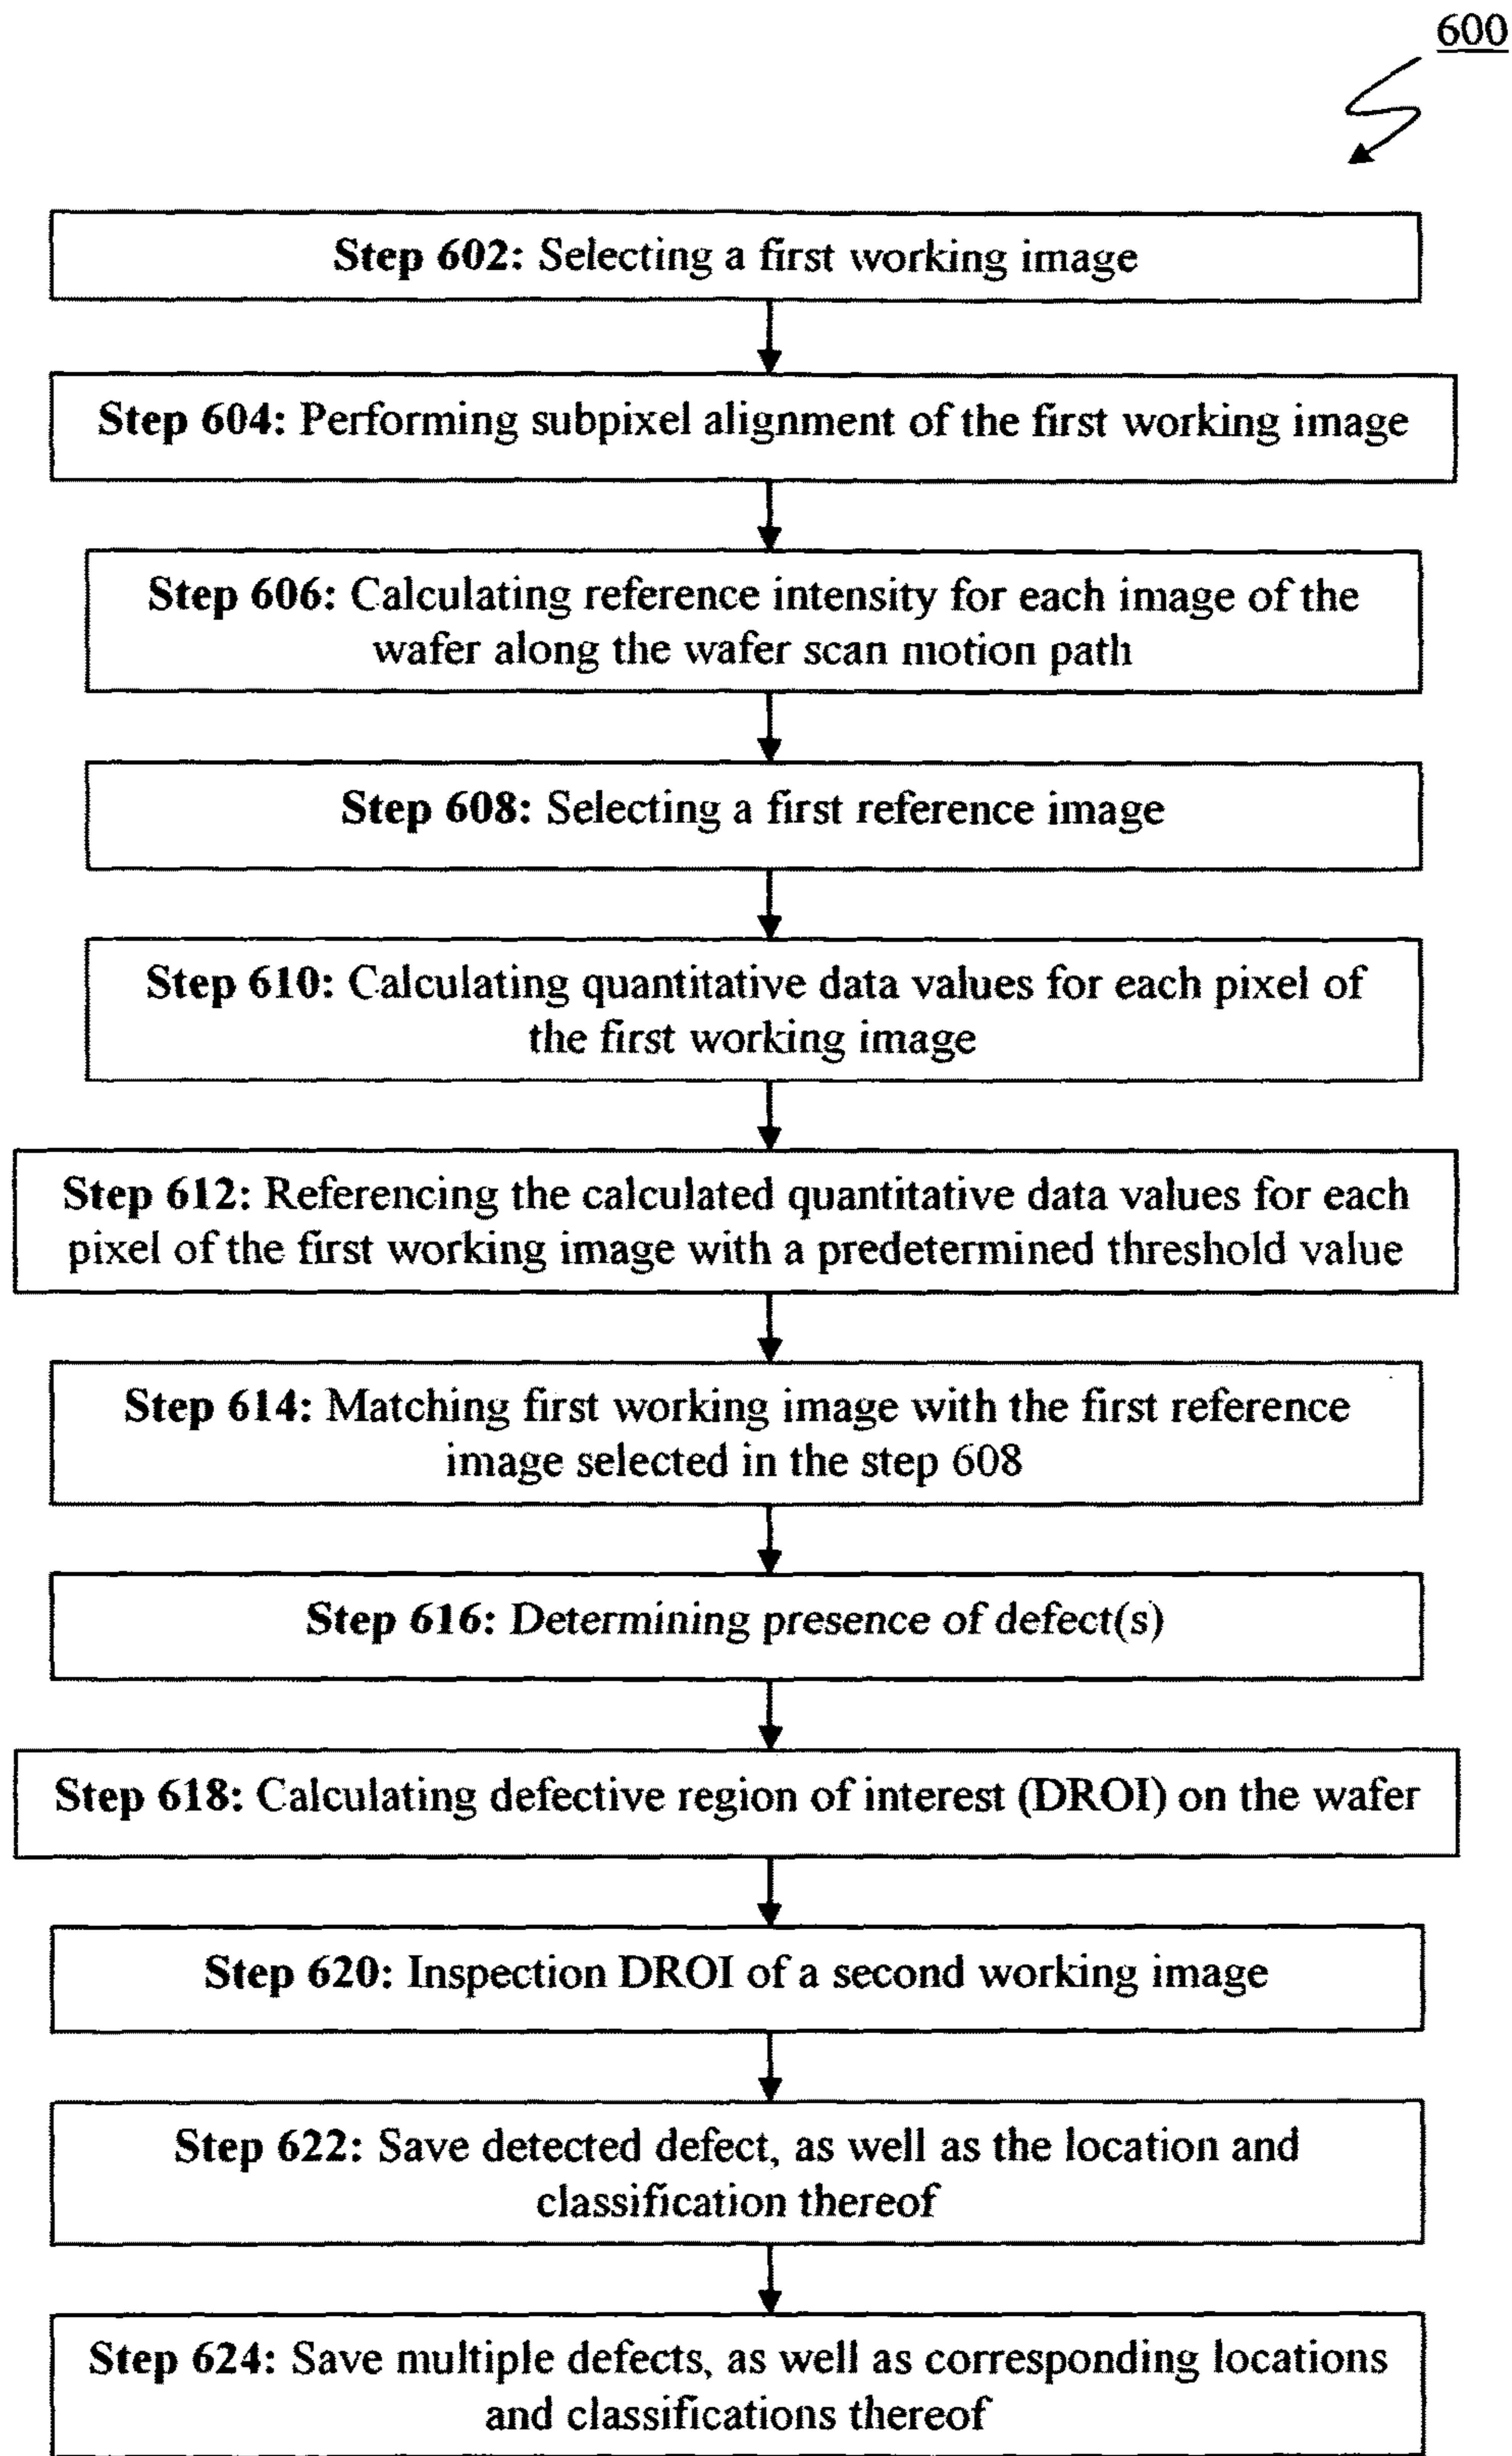 600
Step 602: Selecting a first working image
Step 604: Performing subpixel alignment of the first working image
Step 606: Calculating reference intensity for each image of the
wafer along the wafer scan motion path
Step 608: Selecting a first reference image
Step 610: Calculating quantitative data values for each pixel of
the first working image
Step 612: Referencing the calculated quantitative data values for each
pixel of the first working image with a predetermined threshold value
Step 614: Matching first working image with the first reference
image selected in the step 608
Step 616: Determining presence of defect(s)
Step 618: Calculating defective region of interest (DROI) on the wafer
Step 620: Inspection DROI of a second working image
Step 622: Save detected defect, as well as the location and
classification thereof
Step 624: Save multiple defects, as well as corresponding locations
and classifications thereof